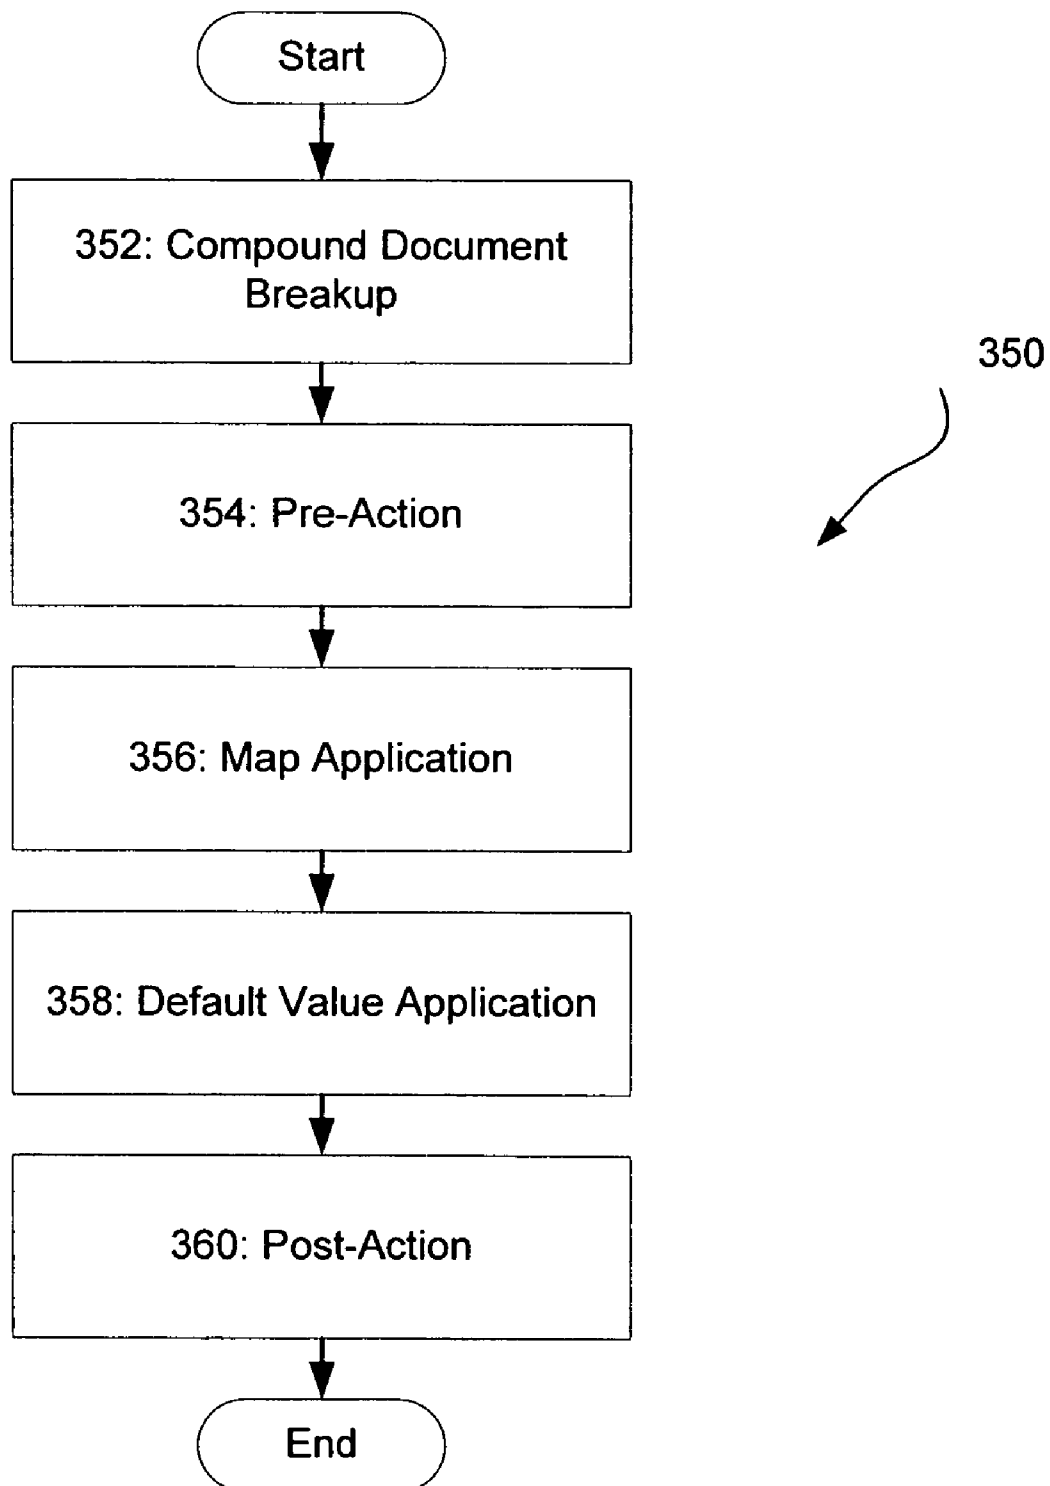 Start
352: Compound Document
Breakup
350
354: Pre-Action
356: Map Application
358: Default Value Application
360: Post-Action
End